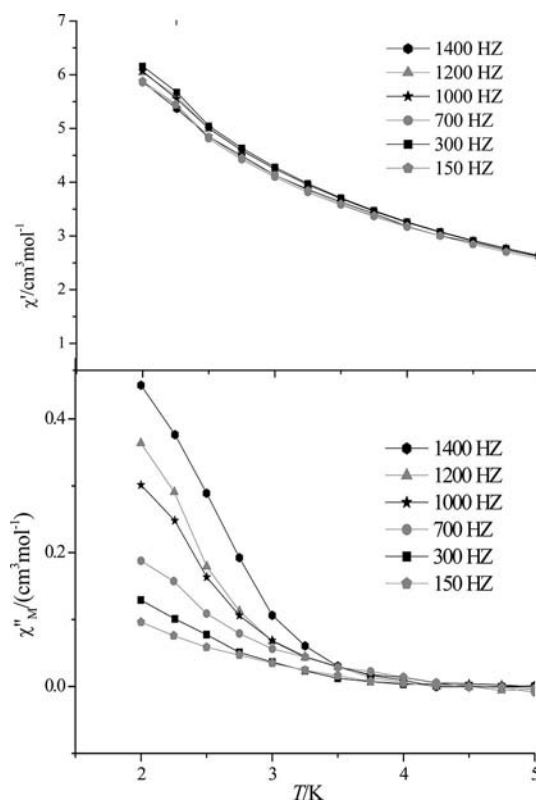 7
6
5
4
3
2
1
χ'/cm³mol⁻¹
1400 HZ
1200 HZ
1000 HZ
700 HZ
300 HZ
150 HZ
0.4
0.2
0.0
χ''M/(cm³mol⁻¹)
1400 HZ
1200 HZ
1000 HZ
700 HZ
300 HZ
150 HZ
2 3 4 5
T/K